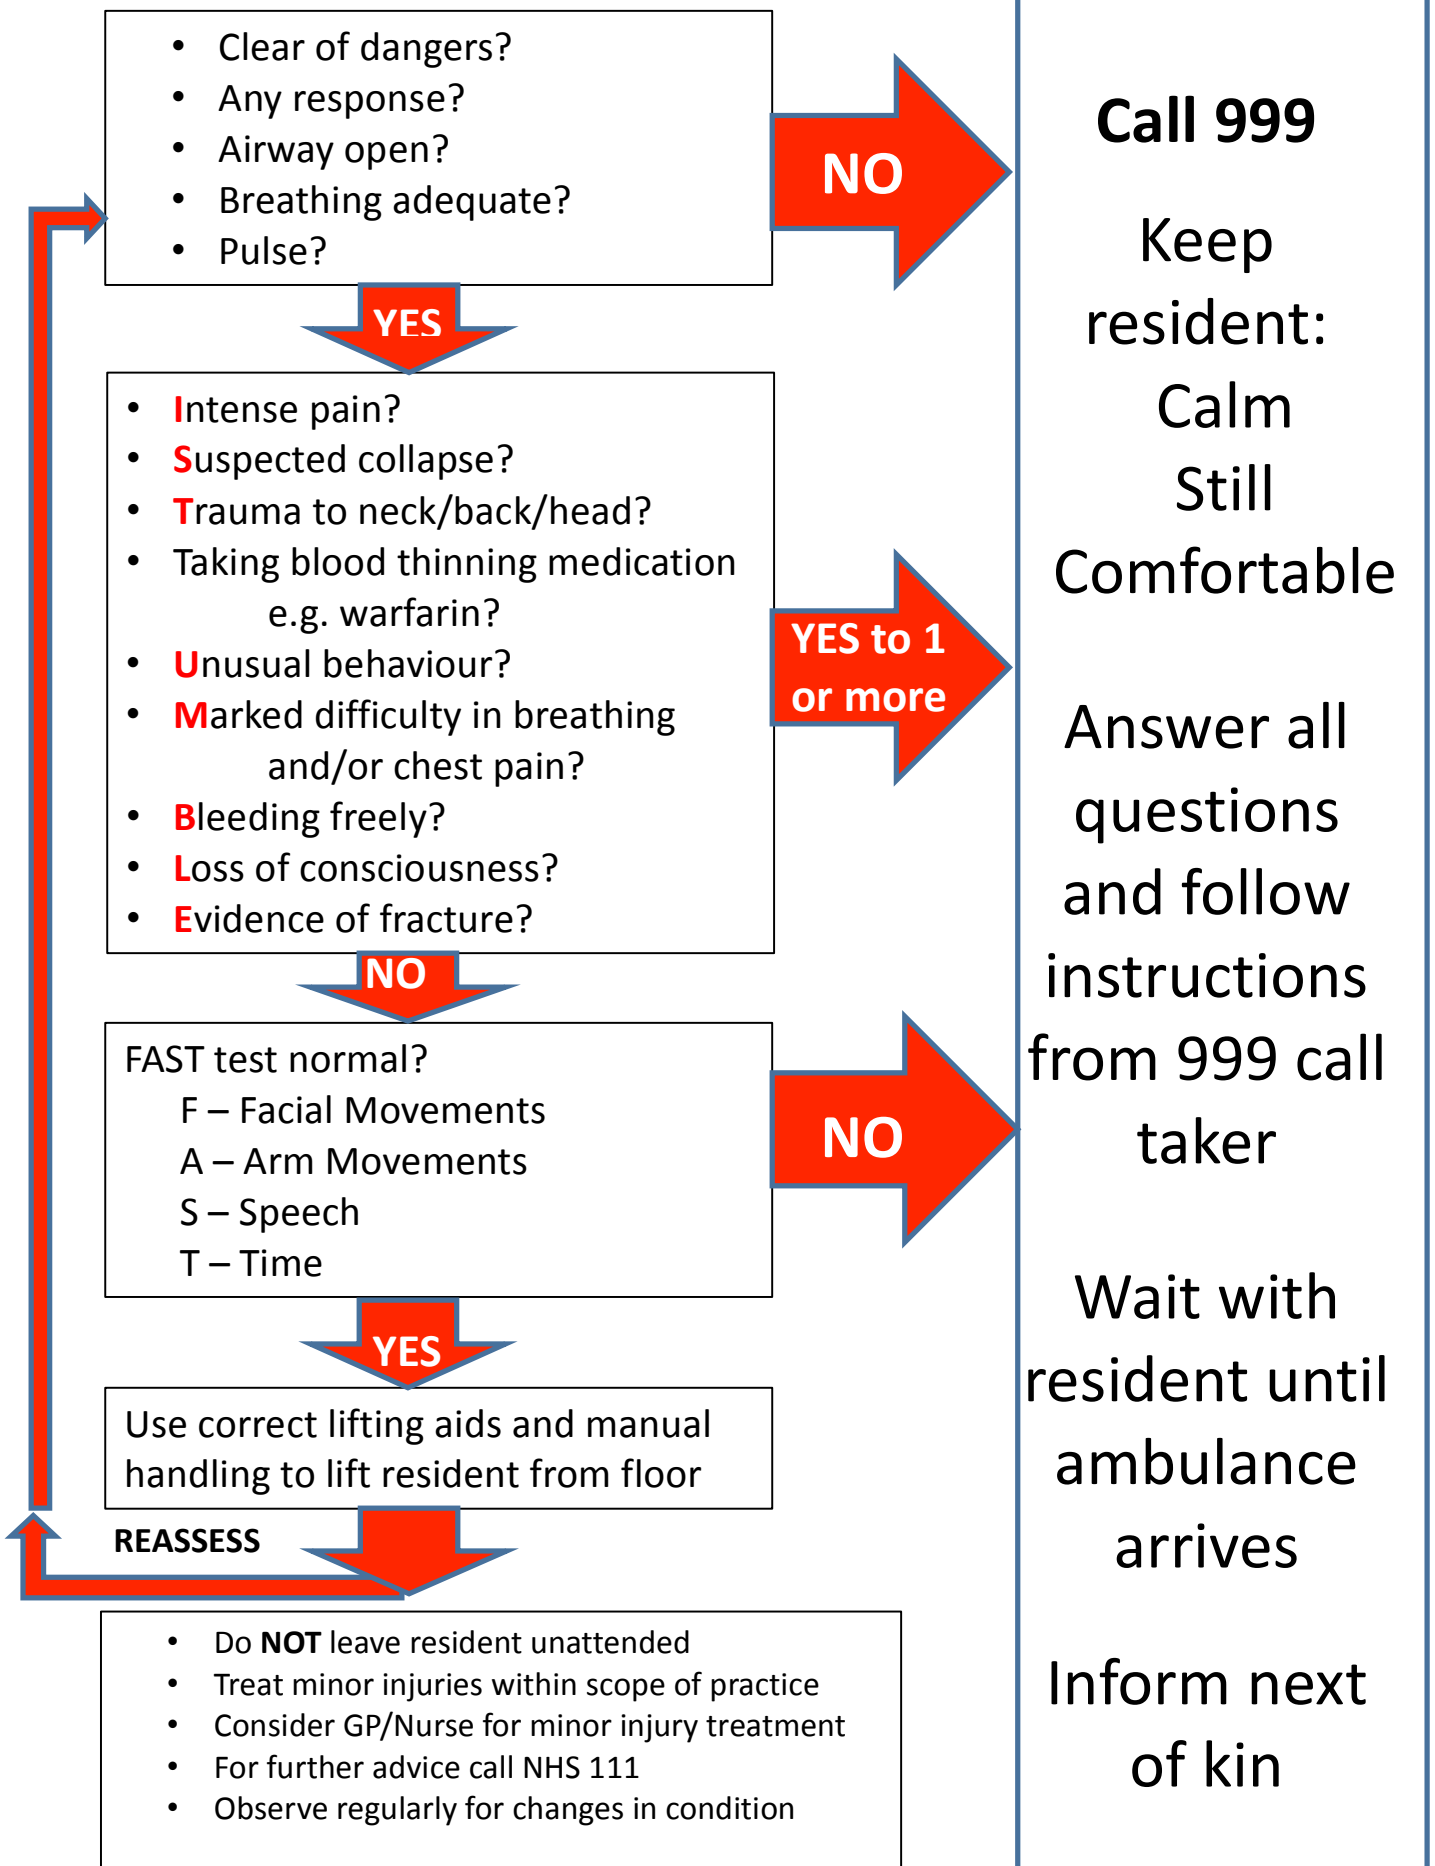 • Clear of dangers?
• Any response?
• Airway open?
• Breathing adequate?
• Pulse?
NO
YES
• Intense pain?
• Suspected collapse?
• Trauma to neck/back/head?
• Taking blood thinning medication
e.g. warfarin?
• Unusual behaviour?
• Marked difficulty in breathing
and/or chest pain?
• Bleeding freely?
• Loss of consciousness?
• Evidence of fracture?
YES to 1
or more
NO
FAST test normal?
F – Facial Movements
A – Arm Movements
S – Speech
T – Time
NO
YES
Use correct lifting aids and manual
handling to lift resident from floor
REASSESS
• Do NOT leave resident unattended
• Treat minor injuries within scope of practice
• Consider GP/Nurse for minor injury treatment
• For further advice call NHS 111
• Observe regularly for changes in condition
Call 999
Keep
resident:
Calm
Still
Comfortable
Answer all
questions
and follow
instructions
from 999 call
taker
Wait with
resident until
ambulance
arrives
Inform next
of kin